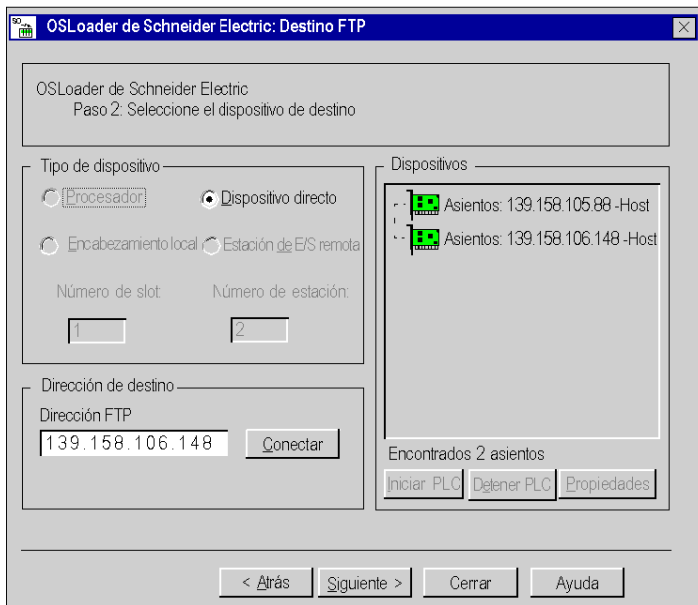 OSLoader de Schneider Electric: Destino FTP
OSLoader de Schneider Electric
Paso 2: Seleccione el dispositivo de destino
Tipo de dispositivo
Procesador
Dispositivo directo
Encabezamiento local
Estación de E/S remota
Número de slot:
Número de estación:
1
2
Dirección de destino
Dirección FTP
139.158.106.148
Conectar
Dispositivos
Asientos: 139.158.105.88 -Host
Asientos: 139.158.106.148 -Host
Encontrados 2 asientos
Iniciar PLC
Detener PLC
Propiedades
< Atrás
Siguiente >
Cerrar
Ayuda